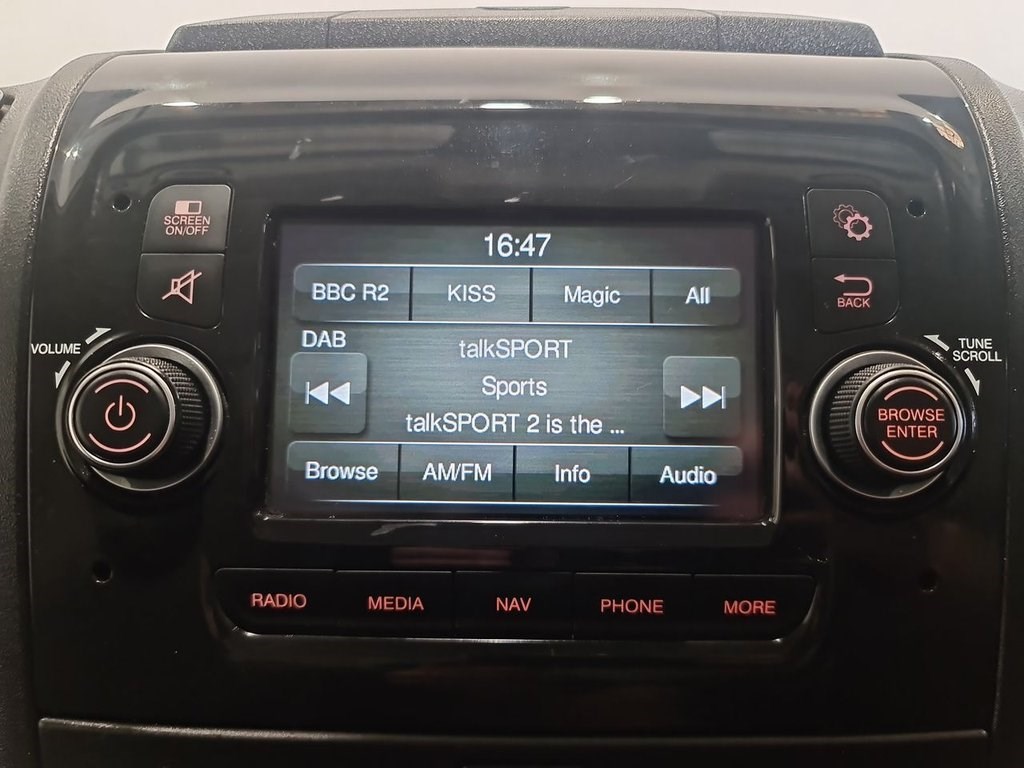 16:47
SCREEN
ON/OFF
BBC R2 KISS Magic All
BACK
DAB
talkSPORT
VOLUME
TUNE
SCROLL
Sports
talkSPORT 2 is the ...
BROWSE
ENTER
Browse AM/FM Info Audio
RADIO MEDIA NAV PHONE MORE